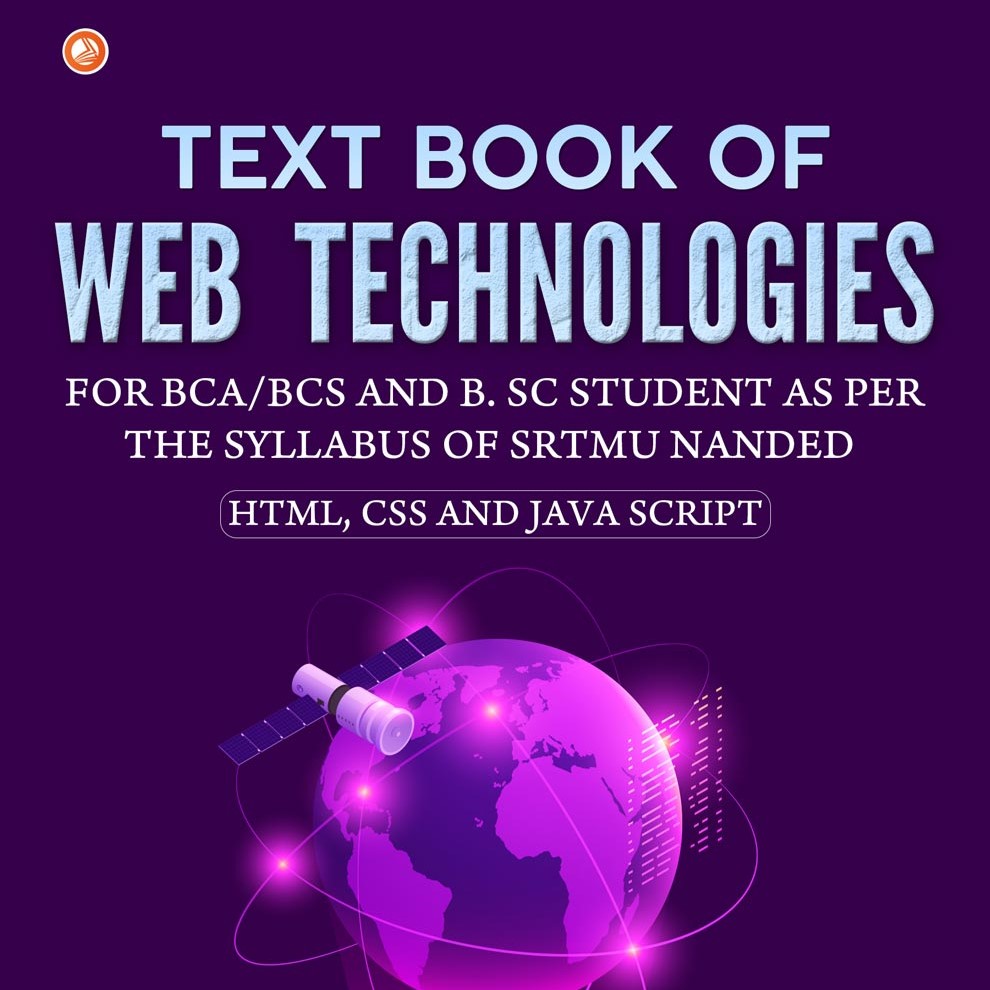 TEXT BOOK OF
WEB TECHNOLOGIES
FOR BCA/BCS AND B. SC STUDENT AS PER
THE SYLLABUS OF SRTMU NANDED
HTML, CSS AND JAVA SCRIPT